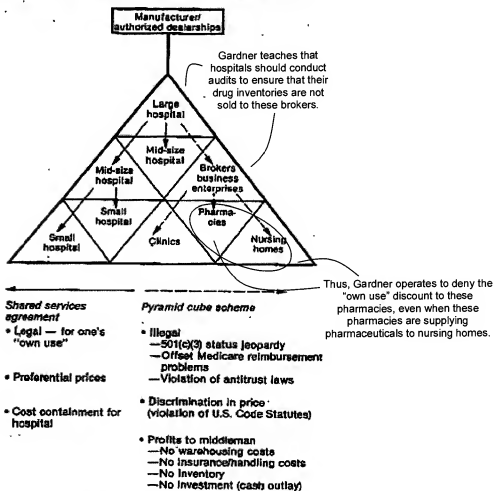 Manufacturer/
authorized dealerships
Gardner teaches that
hospitals should conduct
audits to ensure that their
drug inventories are not
sold to these brokers.
Large
hospital
Mid-size
hospital
Mid-size
hospital
Brokers
business
enterprises
Small
hospital
Pharma-
cies
Small
hospital
Clinics
Nursing
homes
Thus, Gardner operates to deny the
"own use" discount to these
pharmacies, even when these
pharmacies are supplying
pharmaceuticals to nursing homes.
Shared services
agreement
• Legal — for one's
"own use"
• Preferential prices
• Cost containment for
hospital
Pyramid cube scheme
• Illegal
—501(c)(3) status jeopardy
—Offset Medicare reimbursement
problems
—Violation of antitrust laws
• Discrimination in price
(violation of U.S. Code Statutes)
• Profits to middleman
—No warehousing costs
—No insurance/handling costs
—No inventory
—No investment (cash outlay)